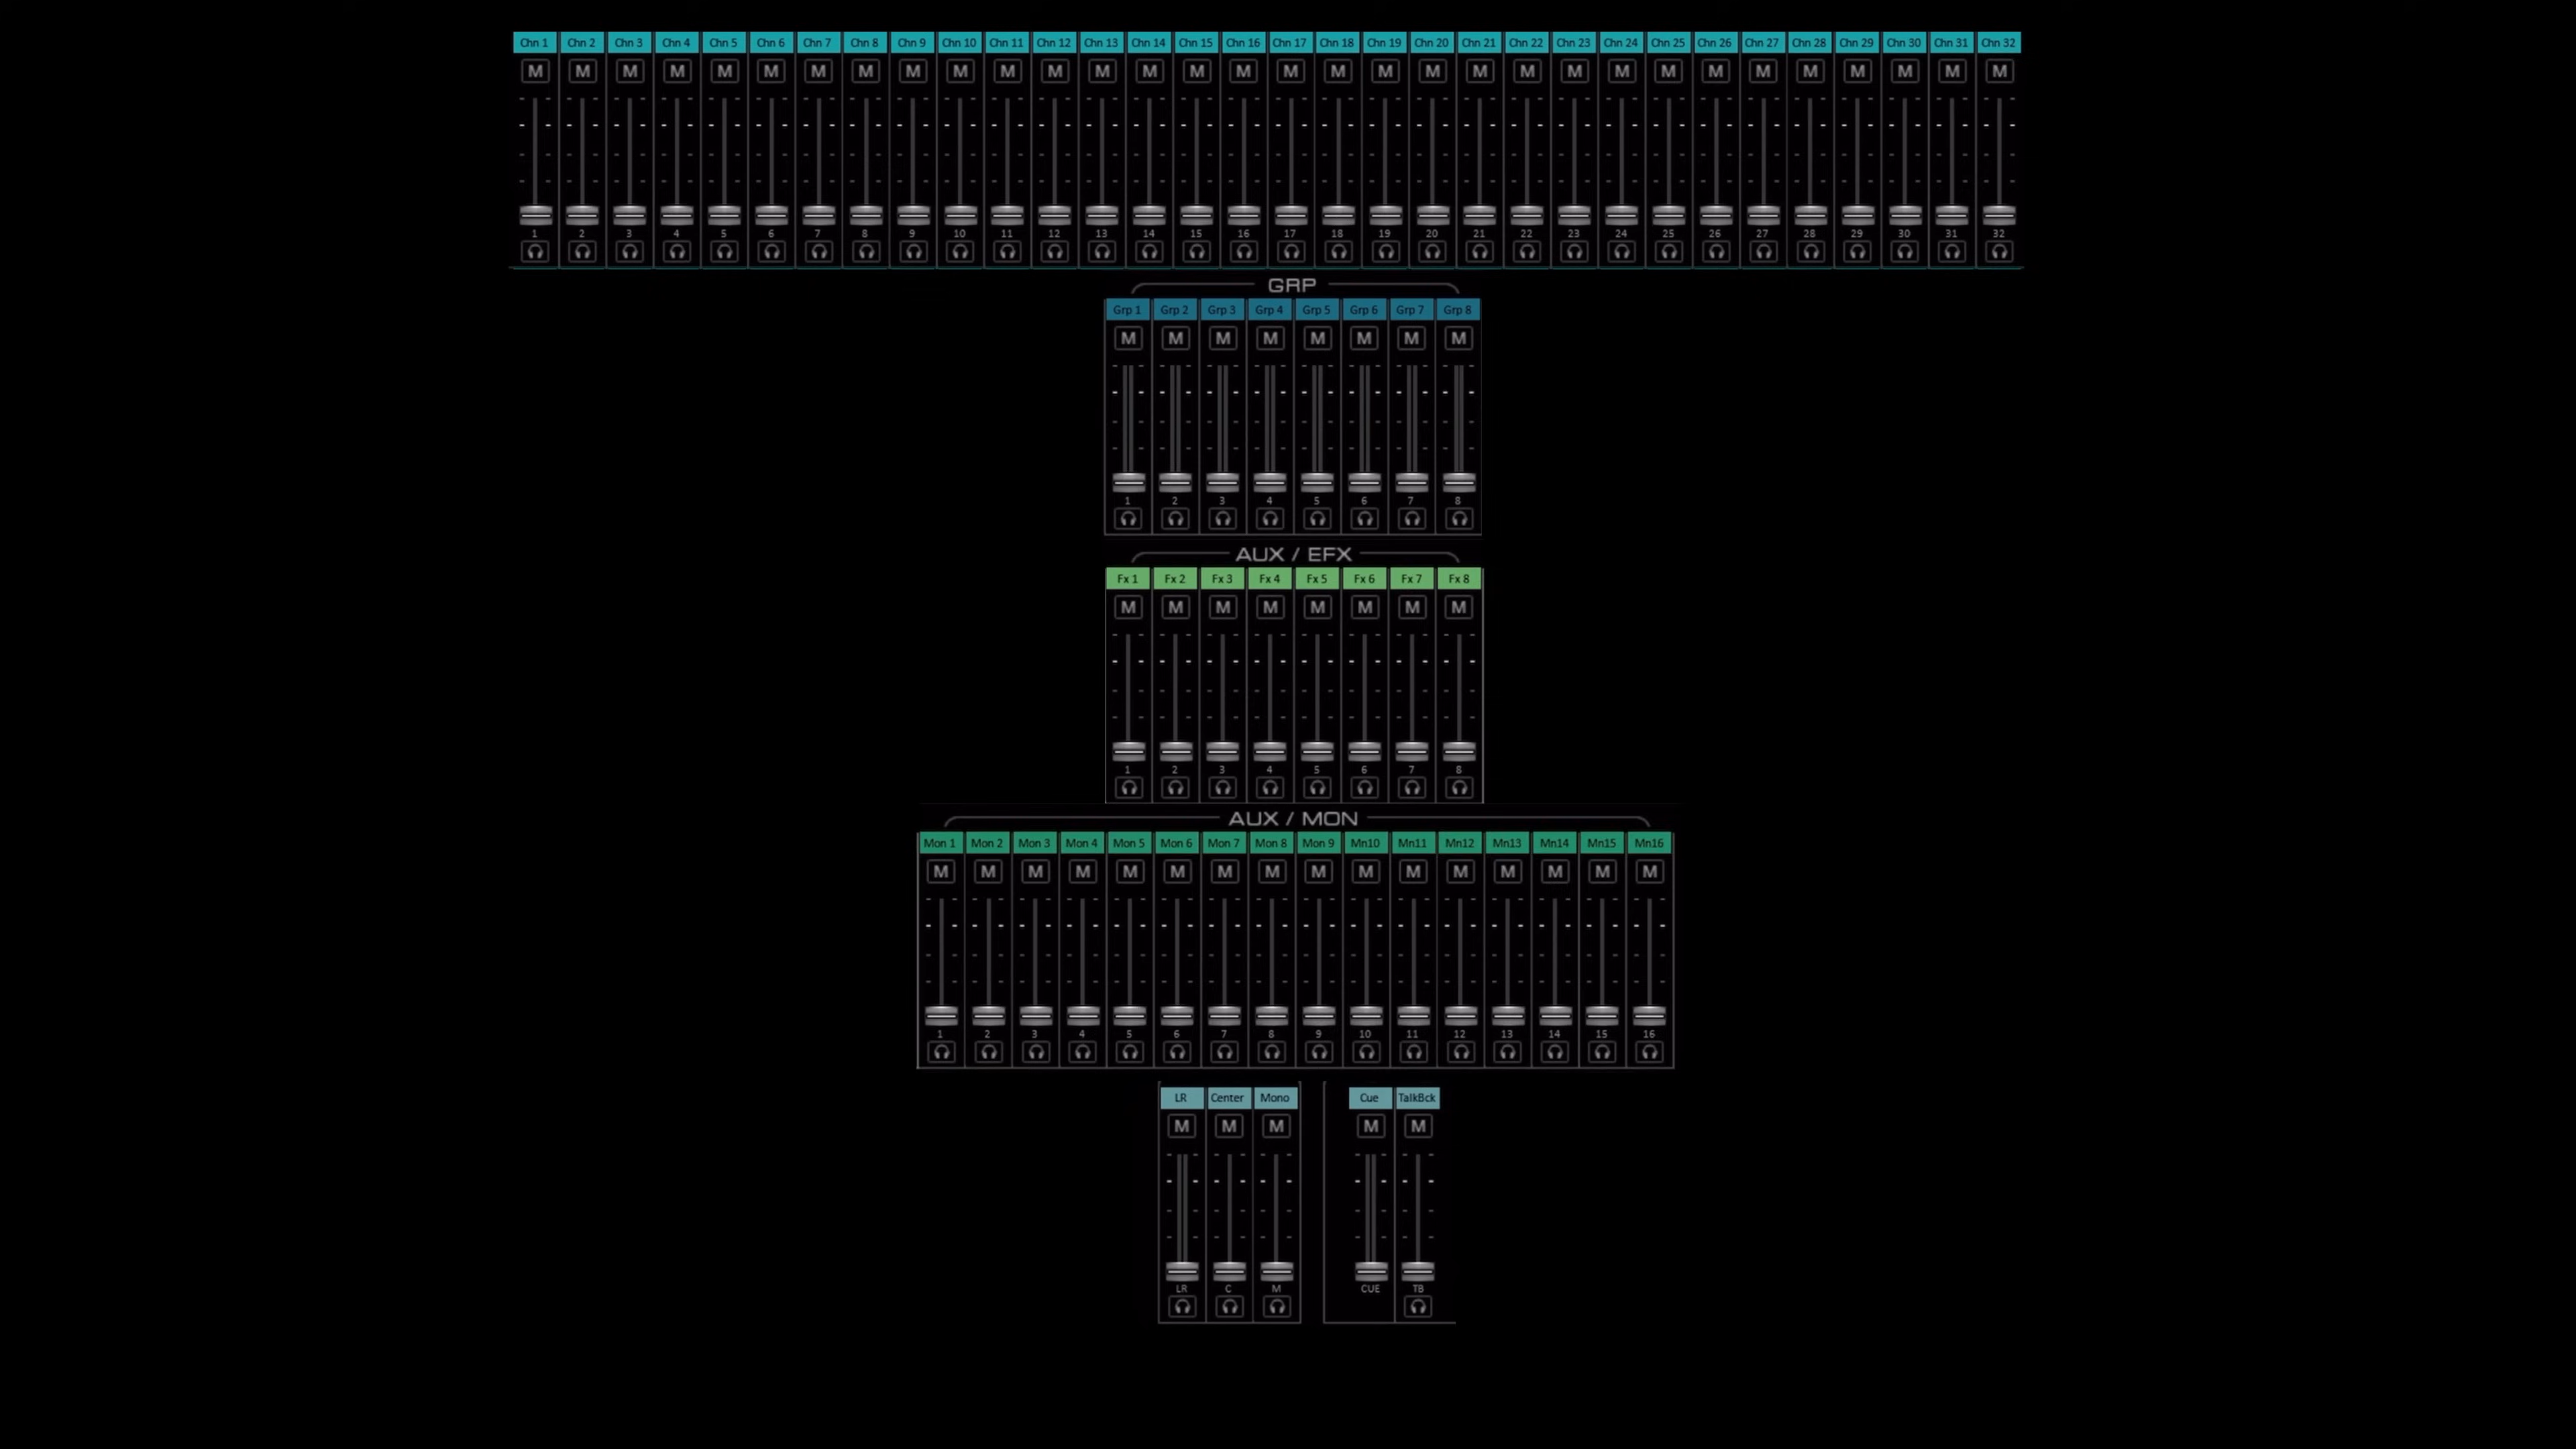 Chn 1 Chn 2 Chn 3 Chn 4 Chn 5 Chn 6 Chn 7 Chn 8 Chn 9 Chn 10 Chn 11 Chn 12 Chn 13 Chn 14 Chn 15 Chn 16 Chn 17 Chn 18 Chn 19 Chn 20 Chn 21 Chn 22 Chn 23 Chn 24 Chn 25 Chn 26 Chn 27 Chn 28 Chn 29 Chn 30 Chn 31 Chn 32
M M M M M M M M M M M M M M M M M M M M M M M M M M M M M M M M
1 2 3 4 5 6 7 8 9 10 11 12 13 14 15 16 17 18 19 20 21 22 23 24 25 26 27 28 29 30 31 32
GRP
Grp 1 Grp 2 Grp 3 Grp 4 Grp 5 Grp 6 Grp 7 Grp 8
M M M M M M M M
1 2 3 4 5 6 7 8
AUX / EFX
Fx 1 Fx 2 Fx 3 Fx 4 Fx 5 Fx 6 Fx 7 Fx 8
M M M M M M M M
1 2 3 4 5 6 7 8
AUX / MON
Mon 1 Mon 2 Mon 3 Mon 4 Mon 5 Mon 6 Mon 7 Mon 8 Mon 9 Mn10 Mn11 Mn12 Mn13 Mn14 Mn15 Mn16
M M M M M M M M M M M M M M M M
1 2 3 4 5 6 7 8 9 10 11 12 13 14 15 16
LR Center Mono Cue TalkBck
M M M M M
LR C M CUE TB